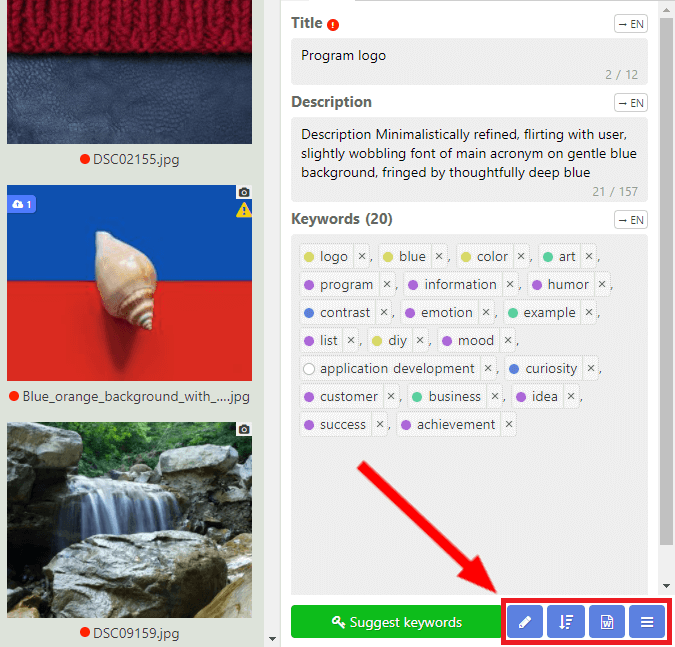 DSC02155.jpg
1
Blue_orange_background_with_....jpg
DSC09159.jpg
Title
→ EN
Program logo
2 / 12
Description
→ EN
Description Minimalistically refined, flirting with user,
slightly wobbling font of main acronym on gentle blue
background, fringed by thoughtfully deep blue
21 / 157
Keywords (20)
→ EN
logo ×, blue ×, color ×, art ×,
program ×, information ×, humor ×,
contrast ×, emotion ×, example ×,
list ×, diy ×, mood ×,
application development ×, curiosity ×,
customer ×, business ×, idea ×,
success ×, achievement ×
Suggest keywords
W